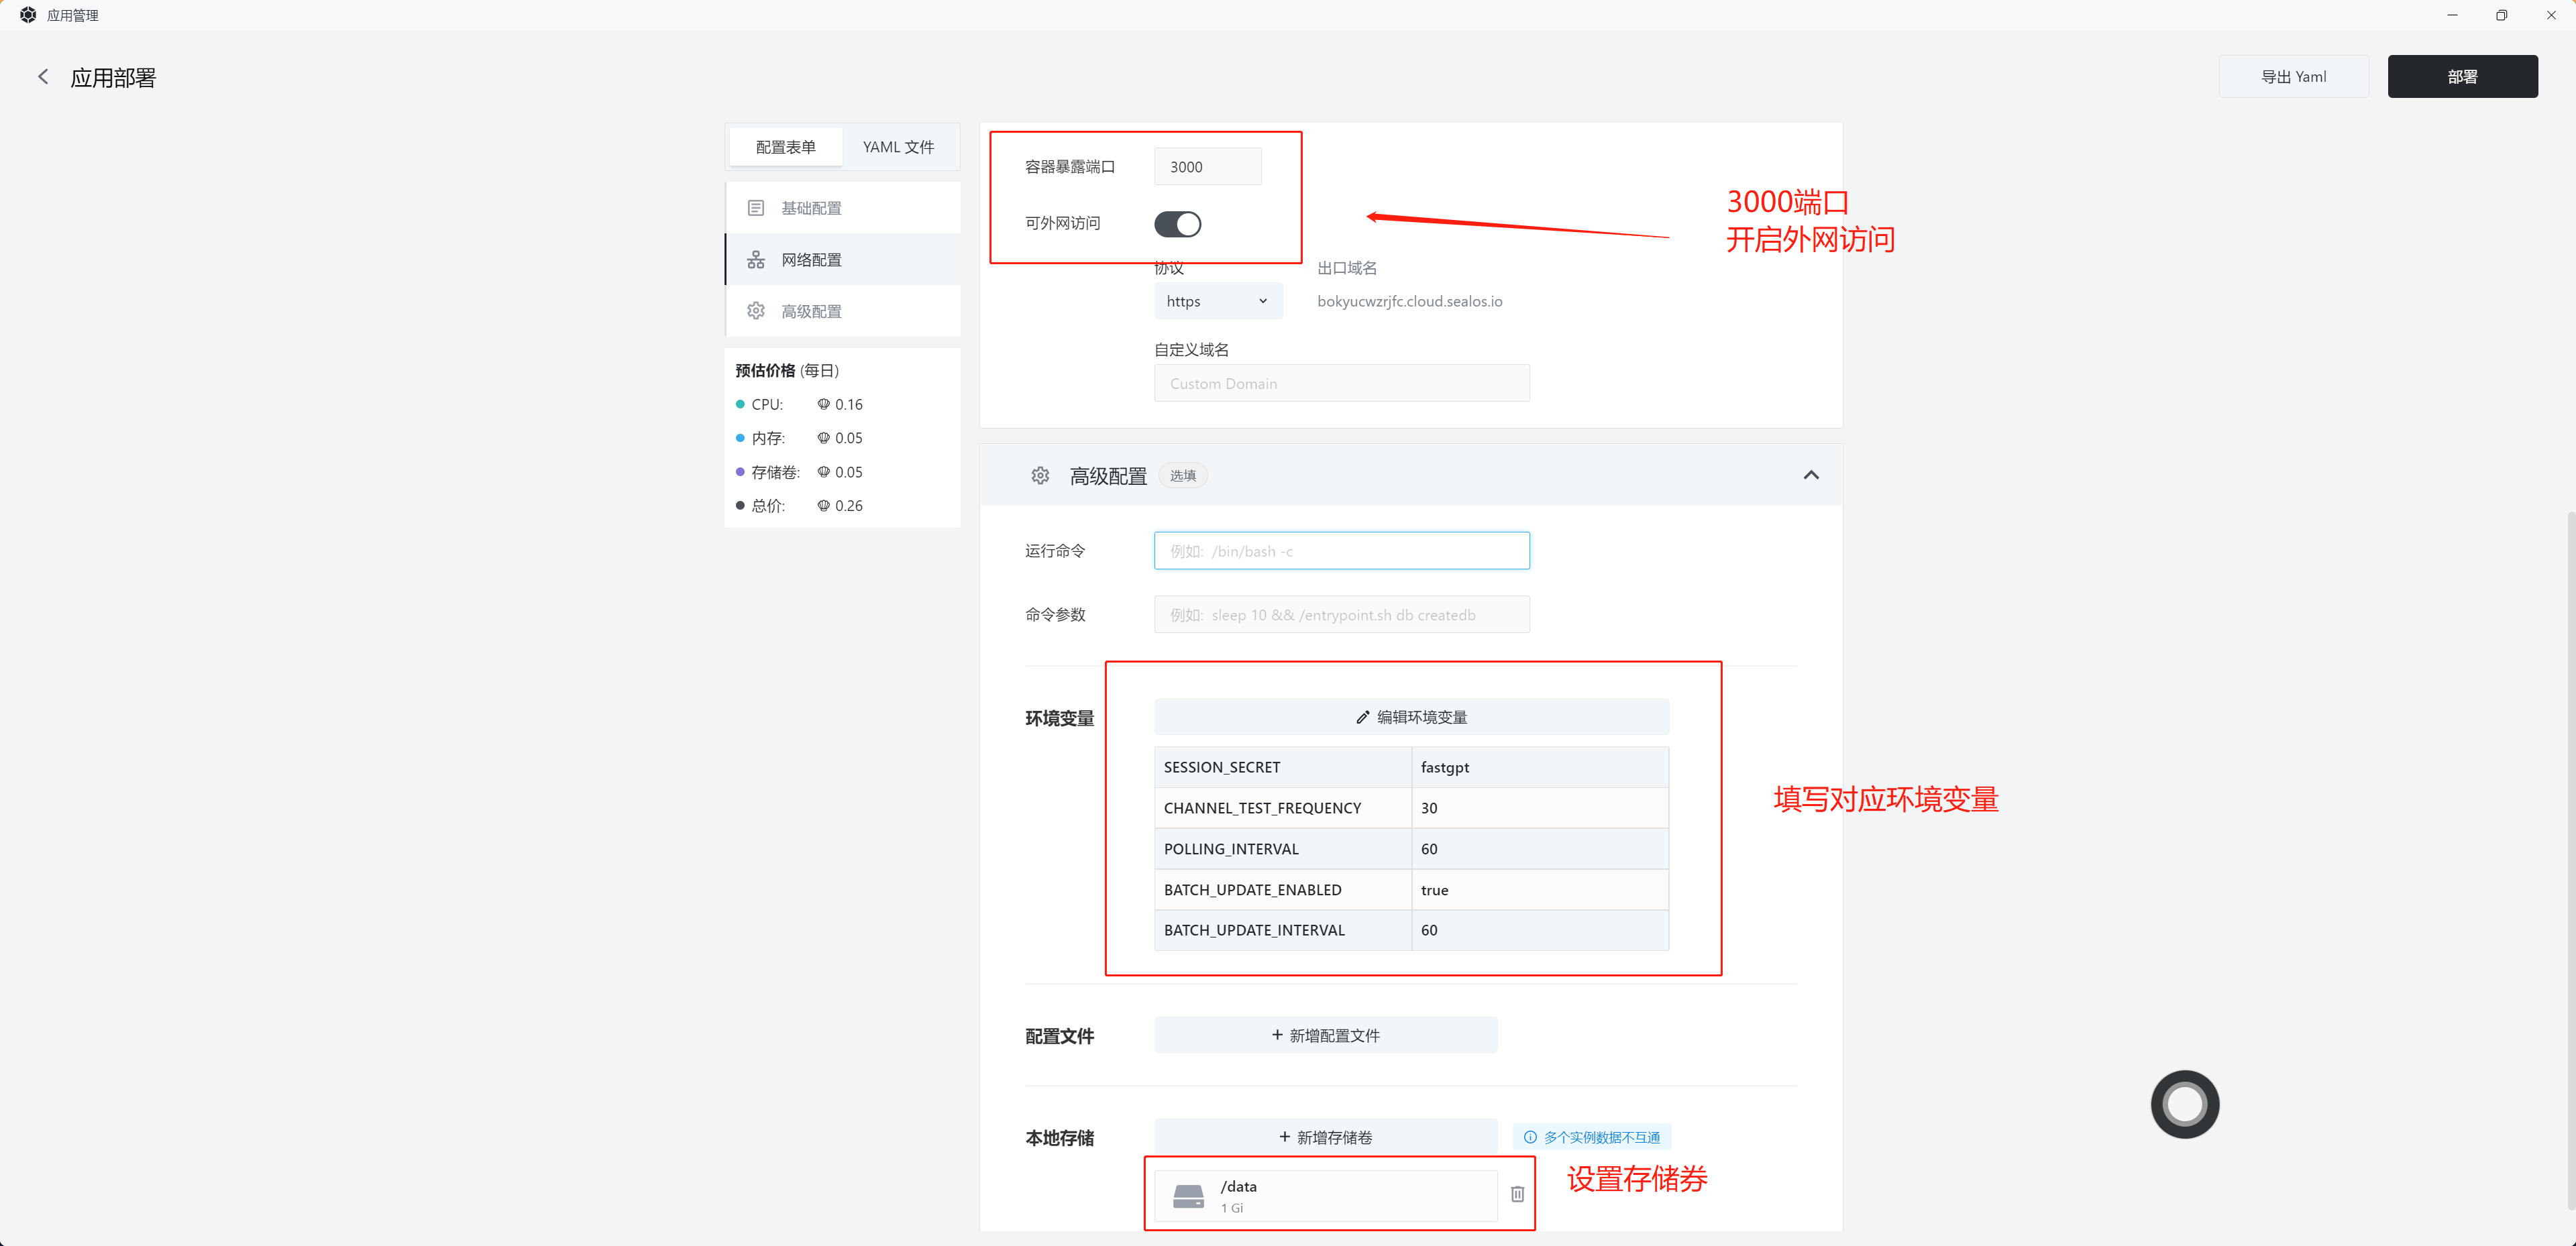 应用管理
应用部署
导出 Yaml
部署
配置表单
YAML 文件
基础配置
网络配置
高级配置
预估价格 (每日)
CPU: 0.16
内存: 0.05
存储卷: 0.05
总价: 0.26
容器暴露端口 3000
可外网访问
3000端口
开启外网访问
协议 出口域名
https bokyucwzrjfc.cloud.sealos.io
自定义域名
Custom Domain
高级配置 选填
运行命令 例如: /bin/bash -c
命令参数 例如: sleep 10 && /entrypoint.sh db createdb
环境变量 编辑环境变量
SESSION_SECRET fastgpt
CHANNEL_TEST_FREQUENCY 30
POLLING_INTERVAL 60
BATCH_UPDATE_ENABLED true
BATCH_UPDATE_INTERVAL 60
填写对应环境变量
配置文件 + 新增配置文件
本地存储 + 新增存储卷 多个实例数据不互通
/data
1 Gi
设置存储券